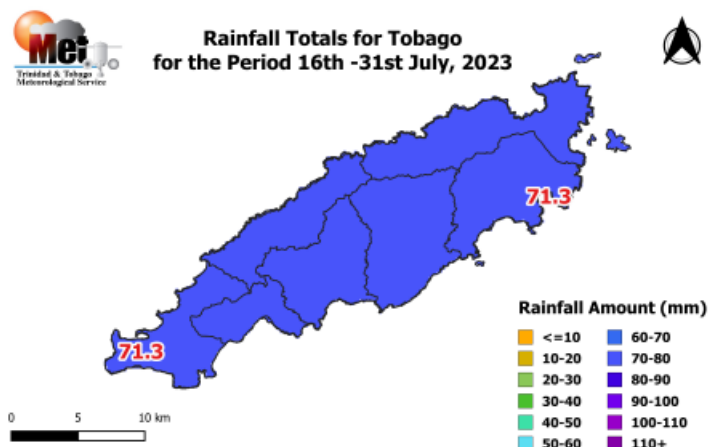 Met
Trinidad & Tobago
Meteorological Service
Rainfall Totals for Tobago
for the Period 16th -31st July, 2023
71.3
71.3
0 5 10 km
Rainfall Amount (mm)
<=10 60-70
10-20 70-80
20-30 80-90
30-40 90-100
40-50 100-110
50-60 110+